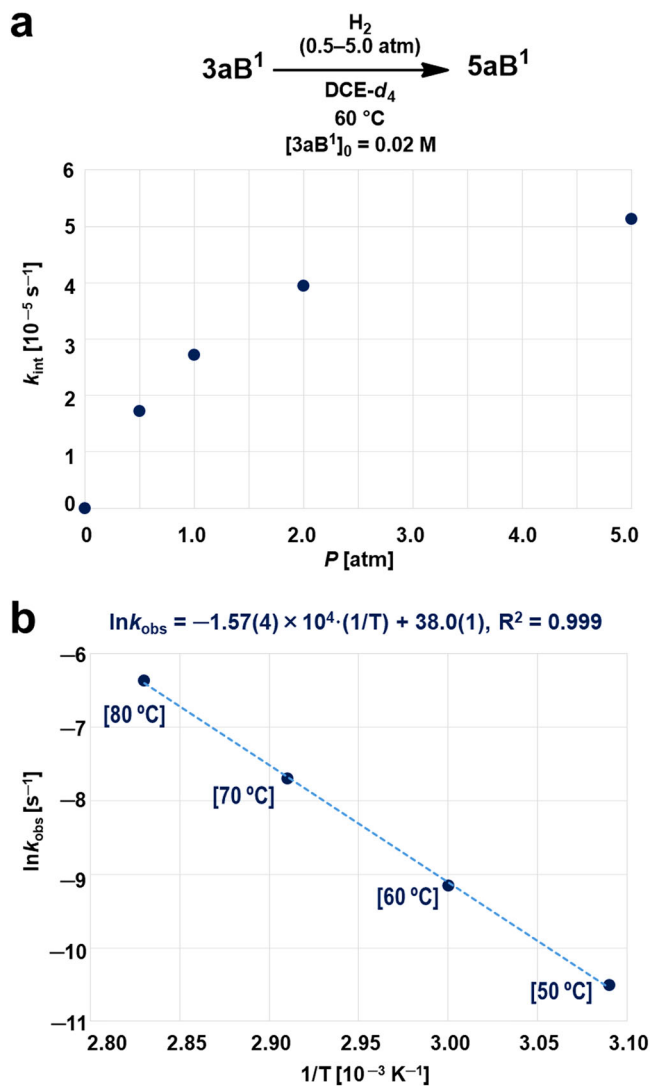 a
H2
(0.5–5.0 atm)
3aB1 5aB1
DCE-d4
60 °C
[3aB1]0 = 0.02 M
6
5
4
3
2
1
0
kint [10−5 s−1]
0 1.0 2.0 3.0 4.0 5.0
P [atm]
b
lnkobs = −1.57(4) × 104·(1/T) + 38.0(1), R2 = 0.999
−6
−7
−8
−9
−10
−11
lnkobs [s−1]
[80 ºC]
[70 ºC]
[60 ºC]
[50 ºC]
2.80 2.85 2.90 2.95 3.00 3.05 3.10
1/T [10−3 K−1]